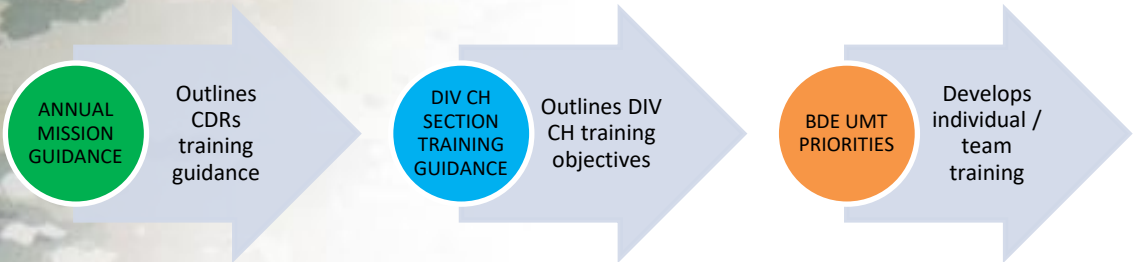 ANNUAL
MISSION
GUIDANCE
Outlines
CDRs
training
guidance
DIV CH
SECTION
TRAINING
GUIDANCE
Outlines DIV
CH training
objectives
BDE UMT
PRIORITIES
Develops
individual /
team
training